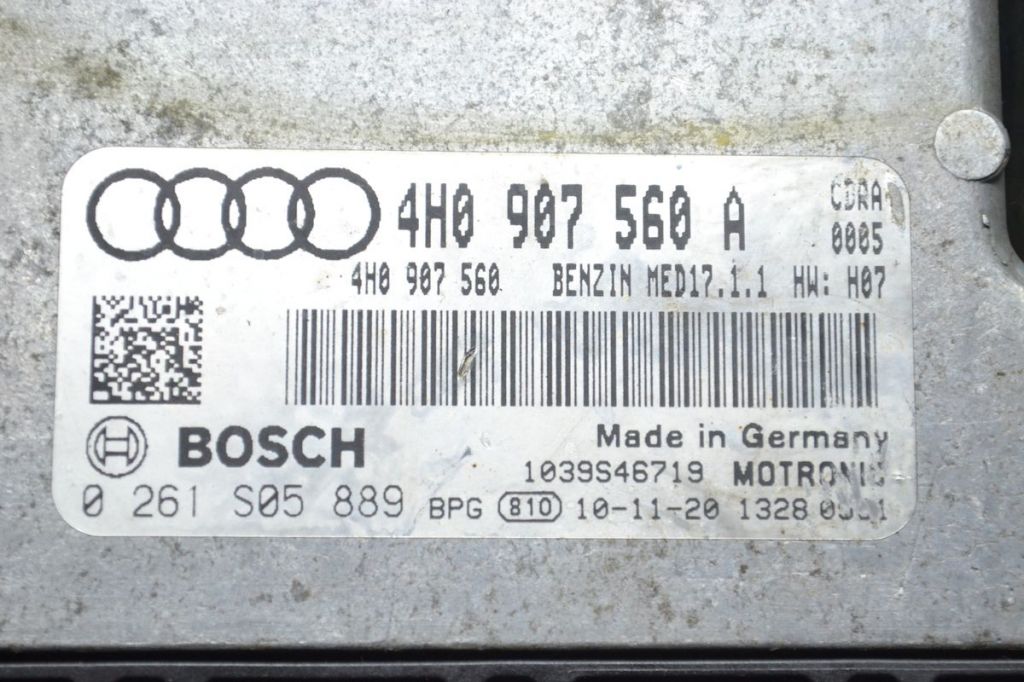 4H0 907 560 A
CDRA
0005
4H0 907 560 BENZIN MED17.1.1 HW: H07
BOSCH
Made in Germany
1039S46719 MOTRONIC
0 261 S05 889 BPG 810 10-11-20 1328